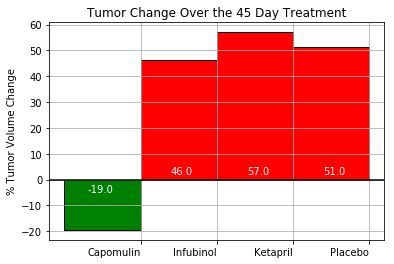 Tumor Change Over the 45 Day Treatment
% Tumor Volume Change
60
50
40
30
20
10
0
−10
−20
-19.0
46.0
57.0
51.0
Capomulin
Infubinol
Ketapril
Placebo